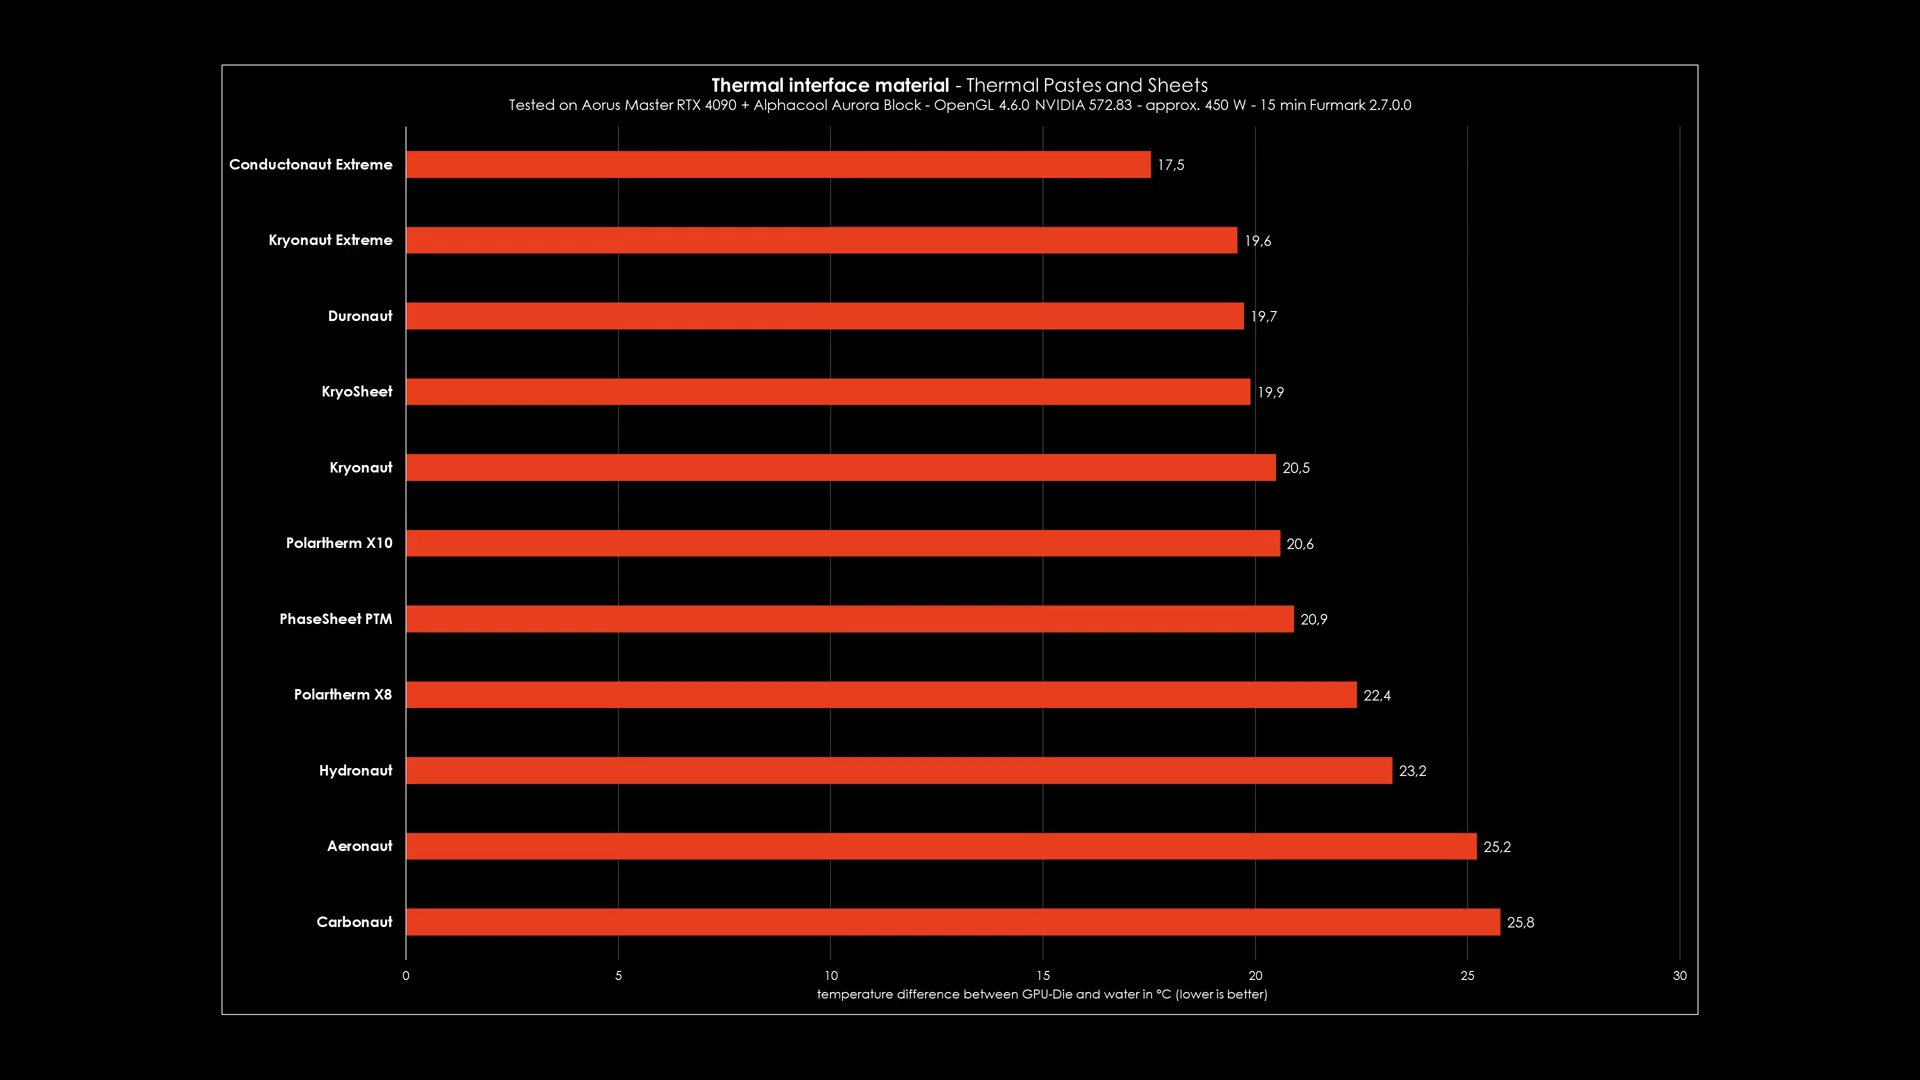 Thermal interface material - Thermal Pastes and Sheets
Tested on Aorus Master RTX 4090 + Alphacool Aurora Block - OpenGL 4.6.0 NVIDIA 572.83 - approx. 450 W - 15 min Furmark 2.7.0.0
Conductonaut Extreme 17,5
Kryonaut Extreme 19,6
Duronaut 19,7
KryoSheet 19,9
Kryonaut 20,5
Polartherm X10 20,6
PhaseSheet PTM 20,9
Polartherm X8 22,4
Hydronaut 23,2
Aeronaut 25,2
Carbonaut 25,8
0 5 10 15 20 25 30
temperature difference between GPU-Die and water in °C (lower is better)